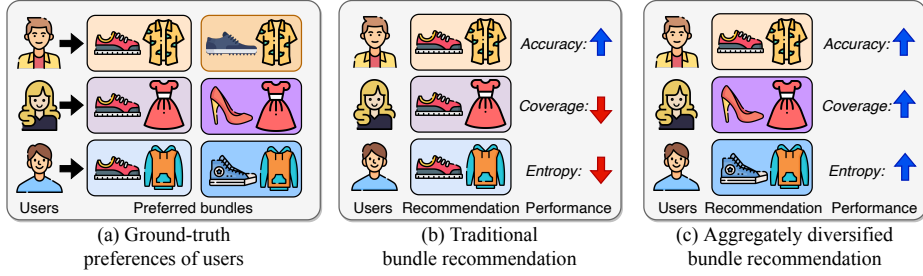 Users
Preferred bundles
(a) Ground-truth
preferences of users
Accuracy:
Coverage:
Entropy:
Users
Recommendation
Performance
(b) Traditional
bundle recommendation
Accuracy:
Coverage:
Entropy:
Users
Recommendation
Performance
(c) Aggregately diversified
bundle recommendation